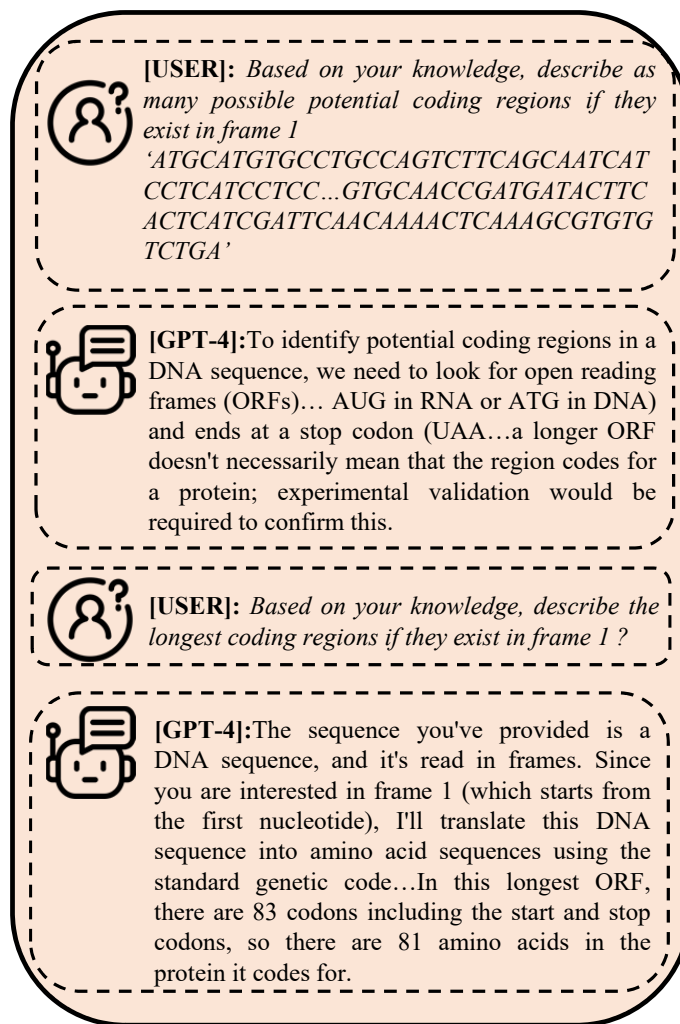 [USER]: Based on your knowledge, describe as
many possible potential coding regions if they
exist in frame 1
‘ATGCATGTGCCTGCCAGTCTTCAGCAATCAT
CCTCATCCTCC...GTGCAACCGATGATACTTC
ACTCATCGATTCAACAAAACTCAAAGCGTGTG
TCTGA’
[GPT-4]:To identify potential coding regions in a
DNA sequence, we need to look for open reading
frames (ORFs)… AUG in RNA or ATG in DNA)
and ends at a stop codon (UAA…a longer ORF
doesn't necessarily mean that the region codes for
a protein; experimental validation would be
required to confirm this.
[USER]: Based on your knowledge, describe the
longest coding regions if they exist in frame 1 ?
[GPT-4]:The sequence you've provided is a
DNA sequence, and it's read in frames. Since
you are interested in frame 1 (which starts from
the first nucleotide), I'll translate this DNA
sequence into amino acid sequences using the
standard genetic code…In this longest ORF,
there are 83 codons including the start and stop
codons, so there are 81 amino acids in the
protein it codes for.